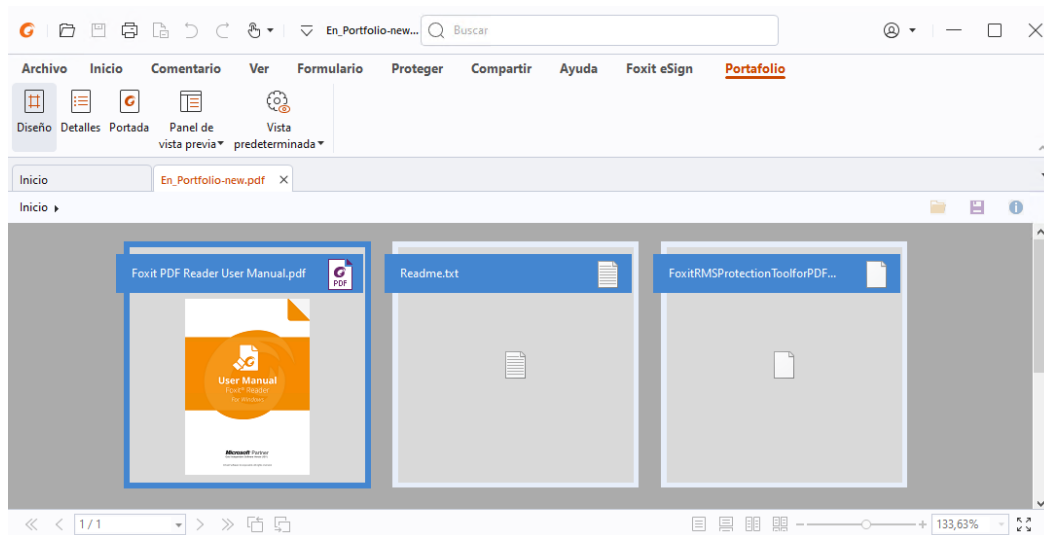 En_Portfolio-new...
Buscar
Archivo Inicio Comentario Ver Formulario Proteger Compartir Ayuda Foxit eSign Portafolio
Diseño Detalles Portada Panel de vista previa Vista predeterminada
Inicio En_Portfolio-new.pdf
Inicio
Foxit PDF Reader User Manual.pdf
PDF
Readme.txt
FoxitRMSProtectionToolforPDF...
User Manual
Foxit® Reader
For Windows
Microsoft Partner
1 / 1
133,63%